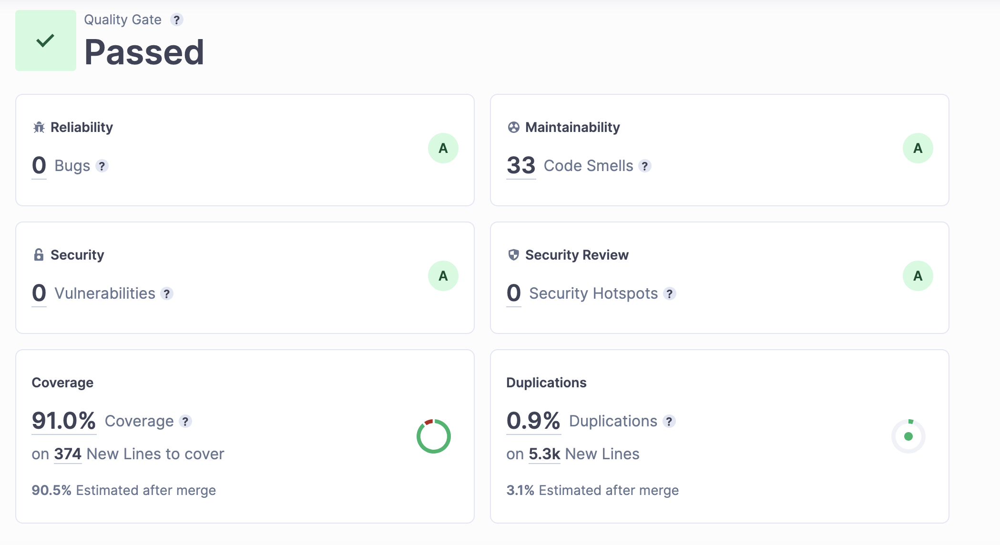 Quality Gate ?
Passed
Reliability
0 Bugs ?
A
Maintainability
33 Code Smells ?
A
Security
0 Vulnerabilities ?
A
Security Review
0 Security Hotspots ?
A
Coverage
91.0% Coverage ?
on 374 New Lines to cover
90.5% Estimated after merge
Duplications
0.9% Duplications ?
on 5.3k New Lines
3.1% Estimated after merge